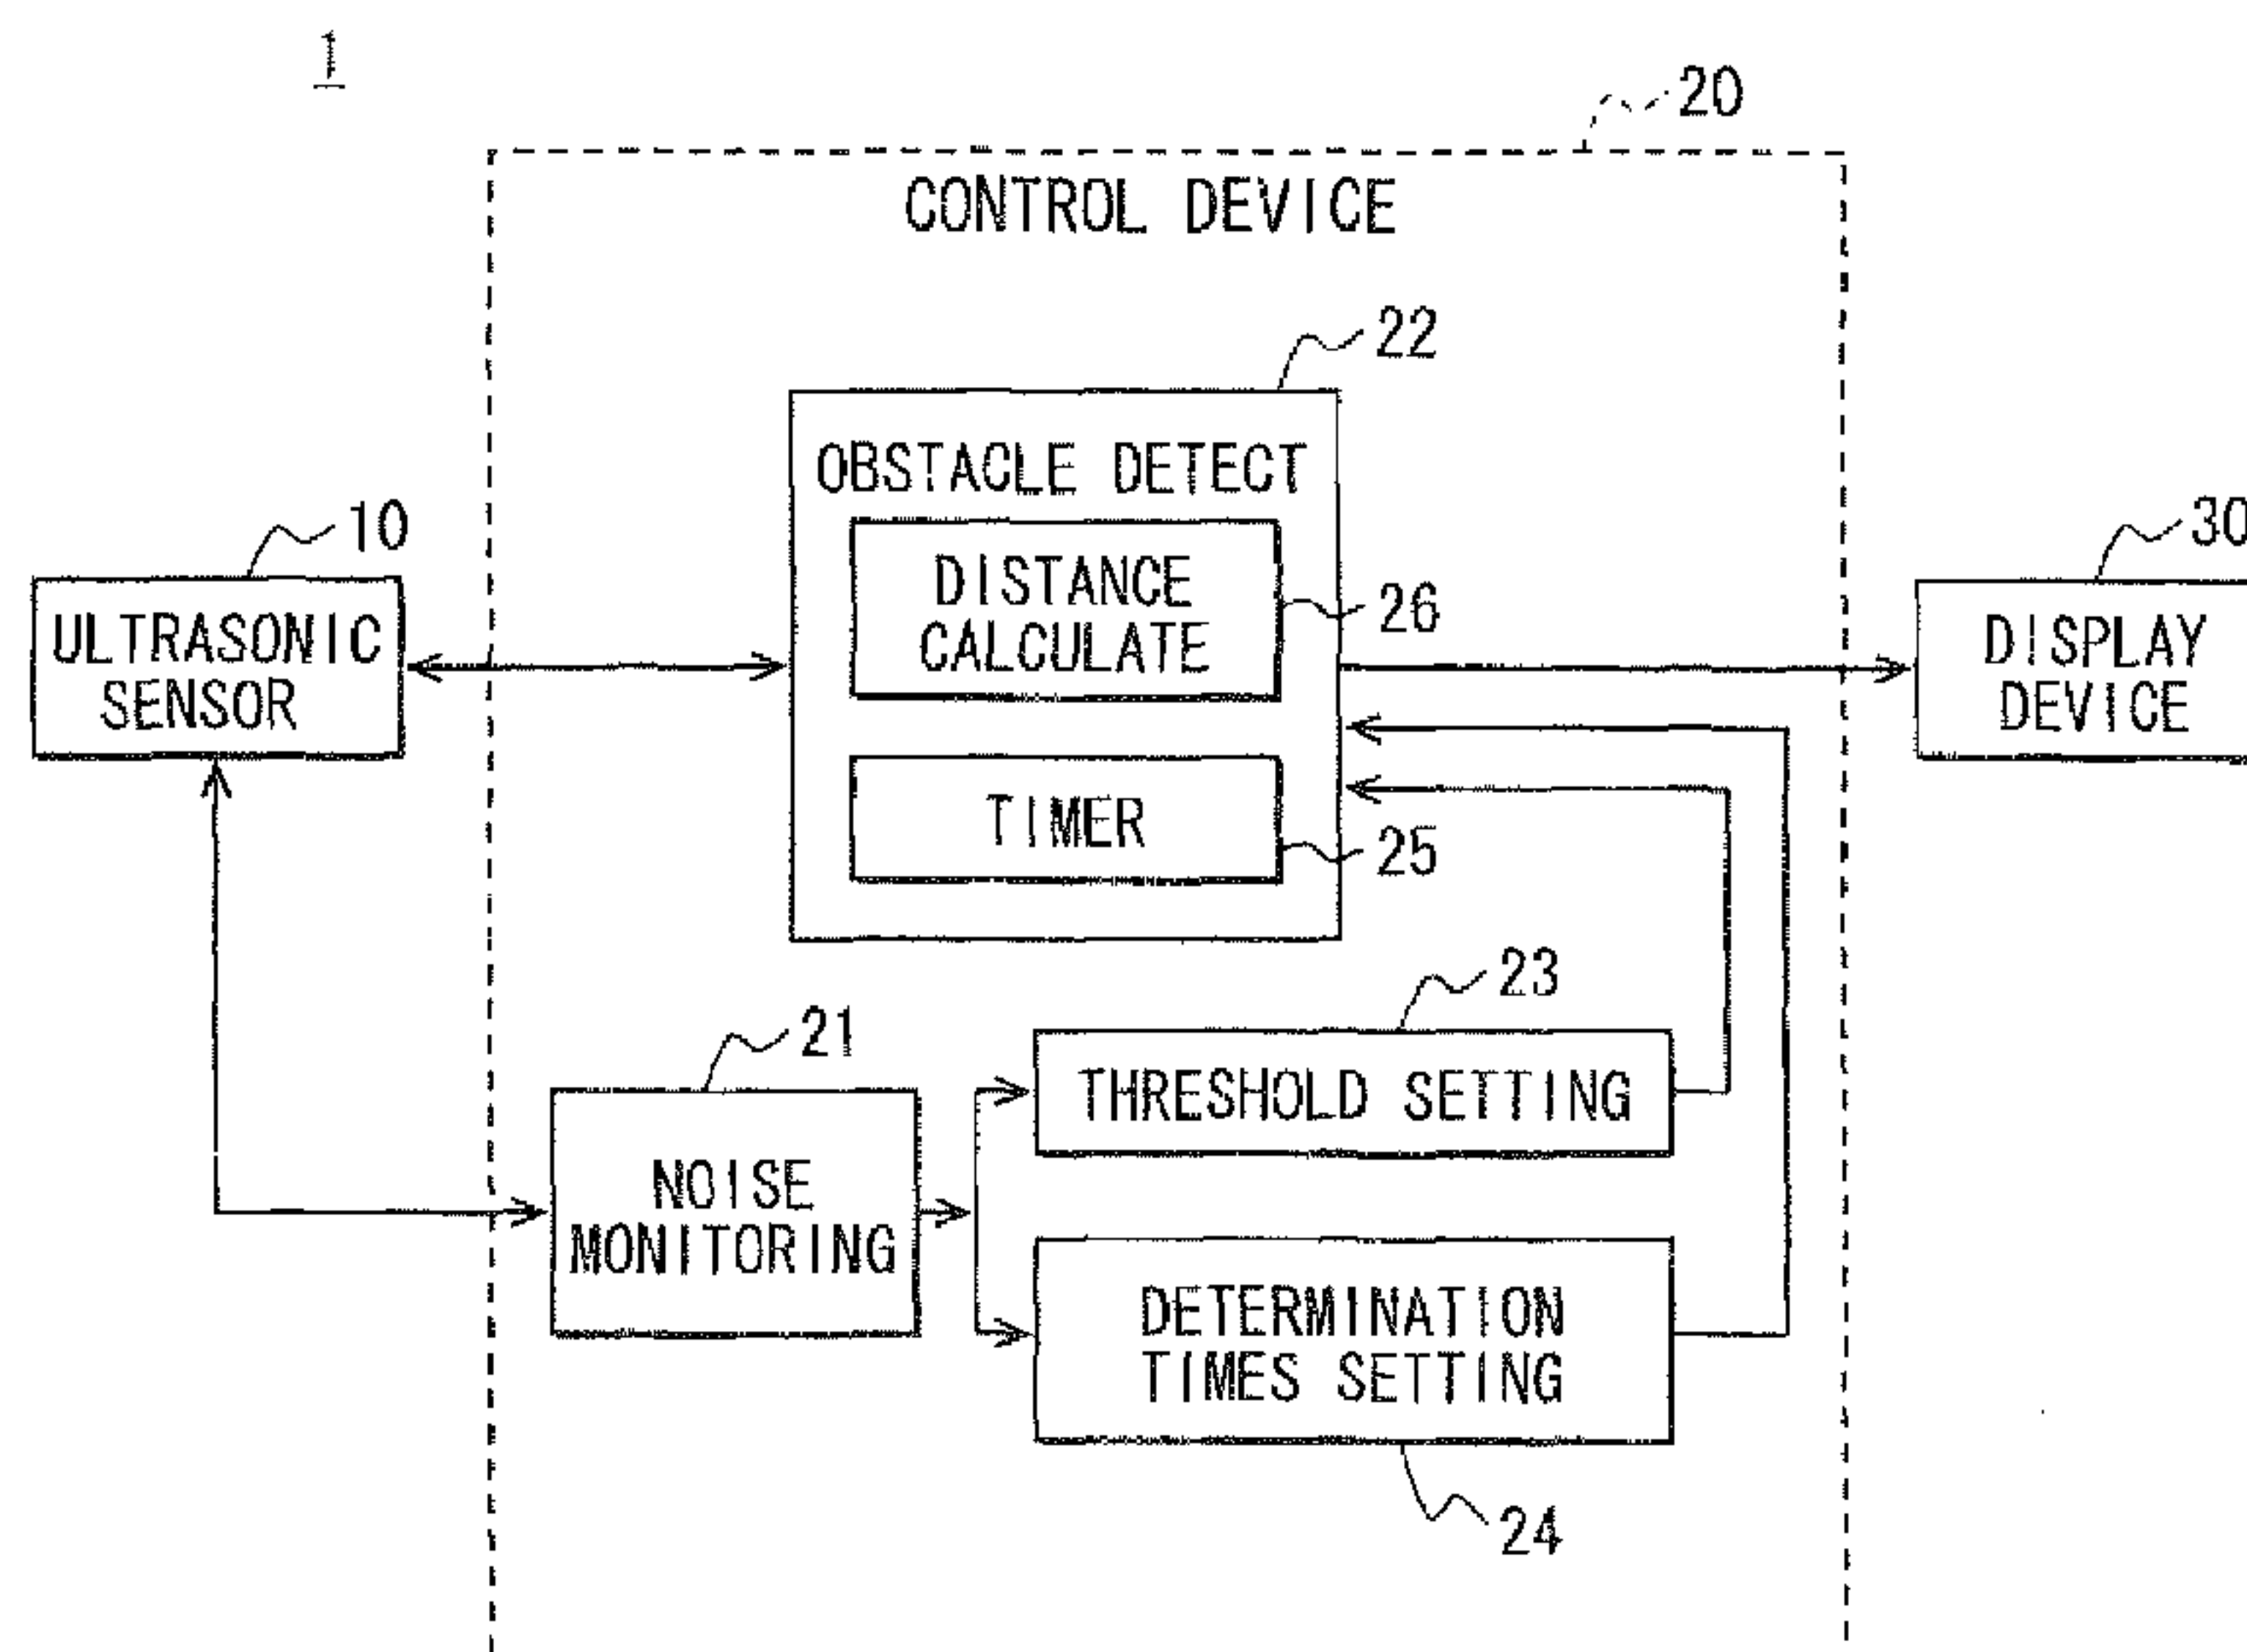 1
20
CONTROL DEVICE
22
OBSTACLE DETECT
10
30
DISTANCE
CALCULATE
26
ULTRASONIC
SENSOR
DISPLAY
DEVICE
TIMER
25
23
21
THRESHOLD SETTING
NOISE
MONITORING
DETERMINATION
TIMES SETTING
24